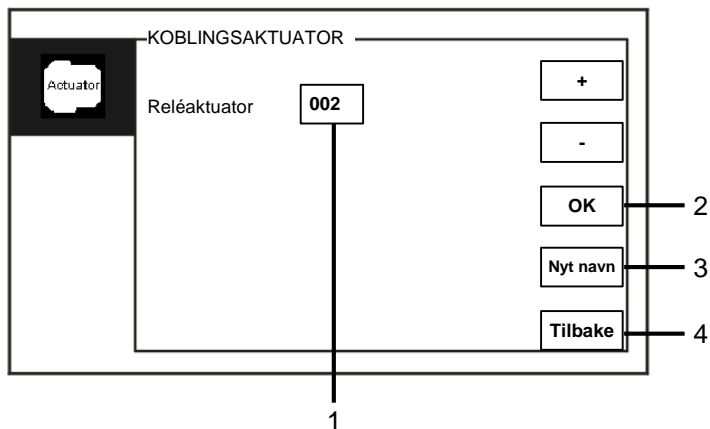 KOBLINGSAKTUATOR
Actuator
Reléaktuator
002
+
-
OK
2
Nyt navn
3
Tilbake
4
1